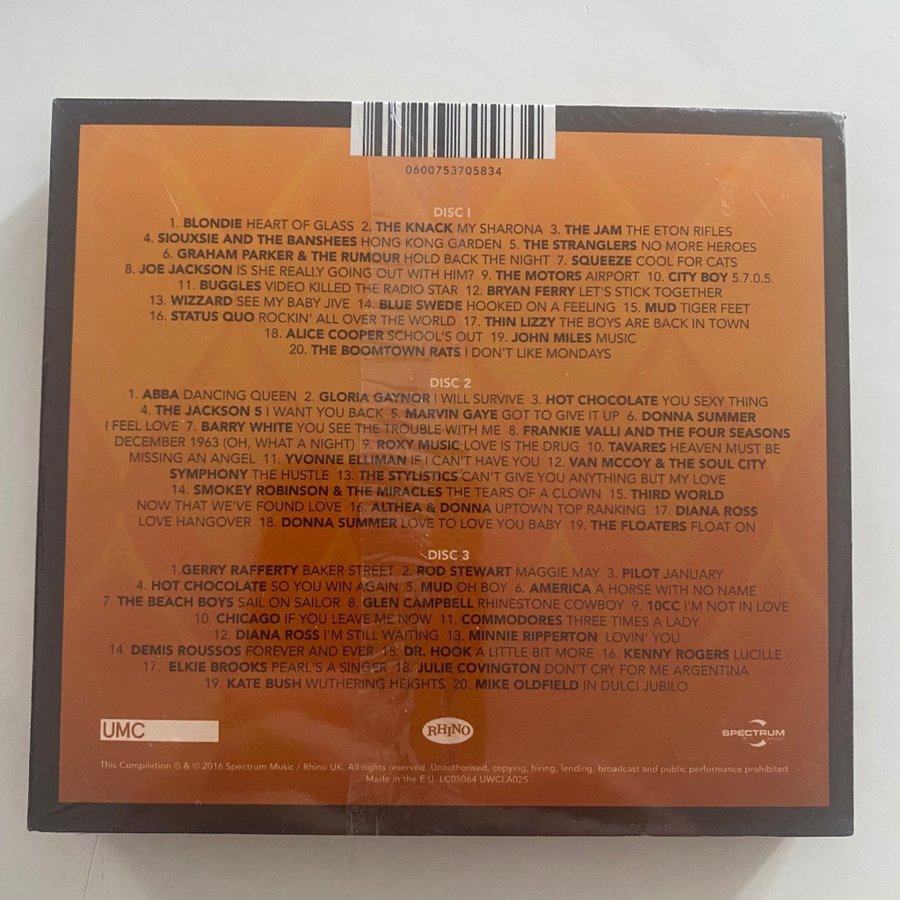 0600753705834
DISC 1
1. BLONDIE HEART OF GLASS 2. THE KNACK MY SHARONA 3. THE JAM THE ETON RIFLES
4. SIOUXSIE AND THE BANSHEES HONG KONG GARDEN 5. THE STRANGLERS NO MORE HEROES
6. GRAHAM PARKER & THE RUMOUR HOLD BACK THE NIGHT 7. SQUEEZE COOL FOR CATS
8. JOE JACKSON IS SHE REALLY GOING OUT WITH HIM? 9. THE MOTORS AIRPORT 10. CITY BOY 5.7.0.5.
11. BUGGLES VIDEO KILLED THE RADIO STAR 12. BRYAN FERRY LET'S STICK TOGETHER
13. WIZZARD SEE MY BABY JIVE 14. BLUE SWEDE HOOKED ON A FEELING 15. MUD TIGER FEET
16. STATUS QUO ROCKIN' ALL OVER THE WORLD 17. THIN LIZZY THE BOYS ARE BACK IN TOWN
18. ALICE COOPER SCHOOL'S OUT 19. JOHN MILES MUSIC
20. THE BOOMTOWN RATS I DON'T LIKE MONDAYS
DISC 2
1. ABBA DANCING QUEEN 2. GLORIA GAYNOR I WILL SURVIVE 3. HOT CHOCOLATE YOU SEXY THING
4. THE JACKSON 5 I WANT YOU BACK 5. MARVIN GAYE GOT TO GIVE IT UP 6. DONNA SUMMER
I FEEL LOVE 7. BARRY WHITE YOU SEE THE TROUBLE WITH ME 8. FRANKIE VALLI AND THE FOUR SEASONS
DECEMBER 1963 (OH, WHAT A NIGHT) 9. ROXY MUSIC LOVE IS THE DRUG 10. TAVARES HEAVEN MUST BE
MISSING AN ANGEL 11. YVONNE ELLIMAN IF I CAN'T HAVE YOU 12. VAN MCCOY & THE SOUL CITY
SYMPHONY THE HUSTLE 13. THE STYLISTICS CAN'T GIVE YOU ANYTHING BUT MY LOVE
14. SMOKEY ROBINSON & THE MIRACLES THE TEARS OF A CLOWN 15. THIRD WORLD
NOW THAT WE'VE FOUND LOVE 16. ALTHEA & DONNA UPTOWN TOP RANKING 17. DIANA ROSS
LOVE HANGOVER 18. DONNA SUMMER LOVE TO LOVE YOU BABY 19. THE FLOATERS FLOAT ON
DISC 3
1. GERRY RAFFERTY BAKER STREET 2. ROD STEWART MAGGIE MAY 3. PILOT JANUARY
4. HOT CHOCOLATE SO YOU WIN AGAIN 5. MUD OH BOY 6. AMERICA A HORSE WITH NO NAME
7. THE BEACH BOYS SAIL ON SAILOR 8. GLEN CAMPBELL RHINESTONE COWBOY 9. 10CC I'M NOT IN LOVE
10. CHICAGO IF YOU LEAVE ME NOW 11. COMMODORES THREE TIMES A LADY
12. DIANA ROSS I'M STILL WAITING 13. MINNIE RIPPERTON LOVIN' YOU
14. DEMIS ROUSSOS FOREVER AND EVER 15. DR. HOOK A LITTLE BIT MORE 16. KENNY ROGERS LUCILLE
17. ELKIE BROOKS PEARL'S A SINGER 18. JULIE COVINGTON DON'T CRY FOR ME ARGENTINA
19. KATE BUSH WUTHERING HEIGHTS 20. MIKE OLDFIELD IN DULCI JUBILO
UMC
RHINO
SPECTRUM
This Compilation ℗ & © 2016 Spectrum Music / Rhino UK. All rights reserved. Unauthorised, copying, hiring, lending, broadcast and public performance prohibited.
Made in the E.U. LC05064 UWCLA025